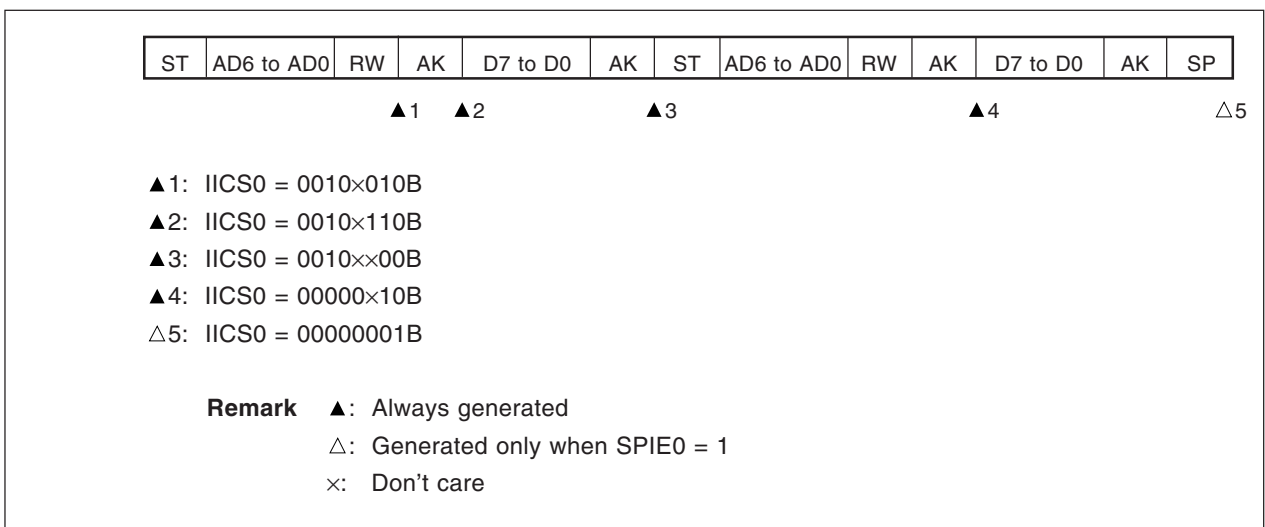 ST AD6 to AD0 RW AK D7 to D0 AK ST AD6 to AD0 RW AK D7 to D0 AK SP
▲1 ▲2 ▲3 ▲4 △5
▲1: IICS0 = 0010×010B
▲2: IICS0 = 0010×110B
▲3: IICS0 = 0010××00B
▲4: IICS0 = 00000×10B
△5: IICS0 = 00000001B
Remark ▲: Always generated
△: Generated only when SPIE0 = 1
×: Don't care